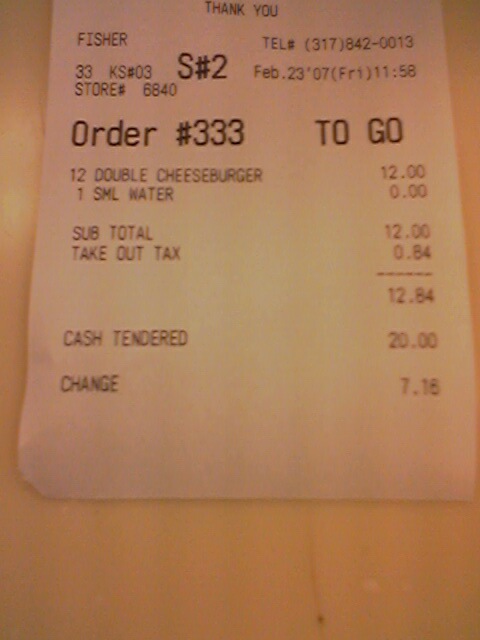 THANK YOU
FISHER TEL# (317)842-0013
33 KS#03 S#2 Feb.23'07(Fri)11:58
STORE# 6840
Order #333 TO GO
12 DOUBLE CHEESEBURGER 12.00
1 SML WATER 0.00
SUB TOTAL 12.00
TAKE OUT TAX 0.84
12.84
CASH TENDERED 20.00
CHANGE 7.16